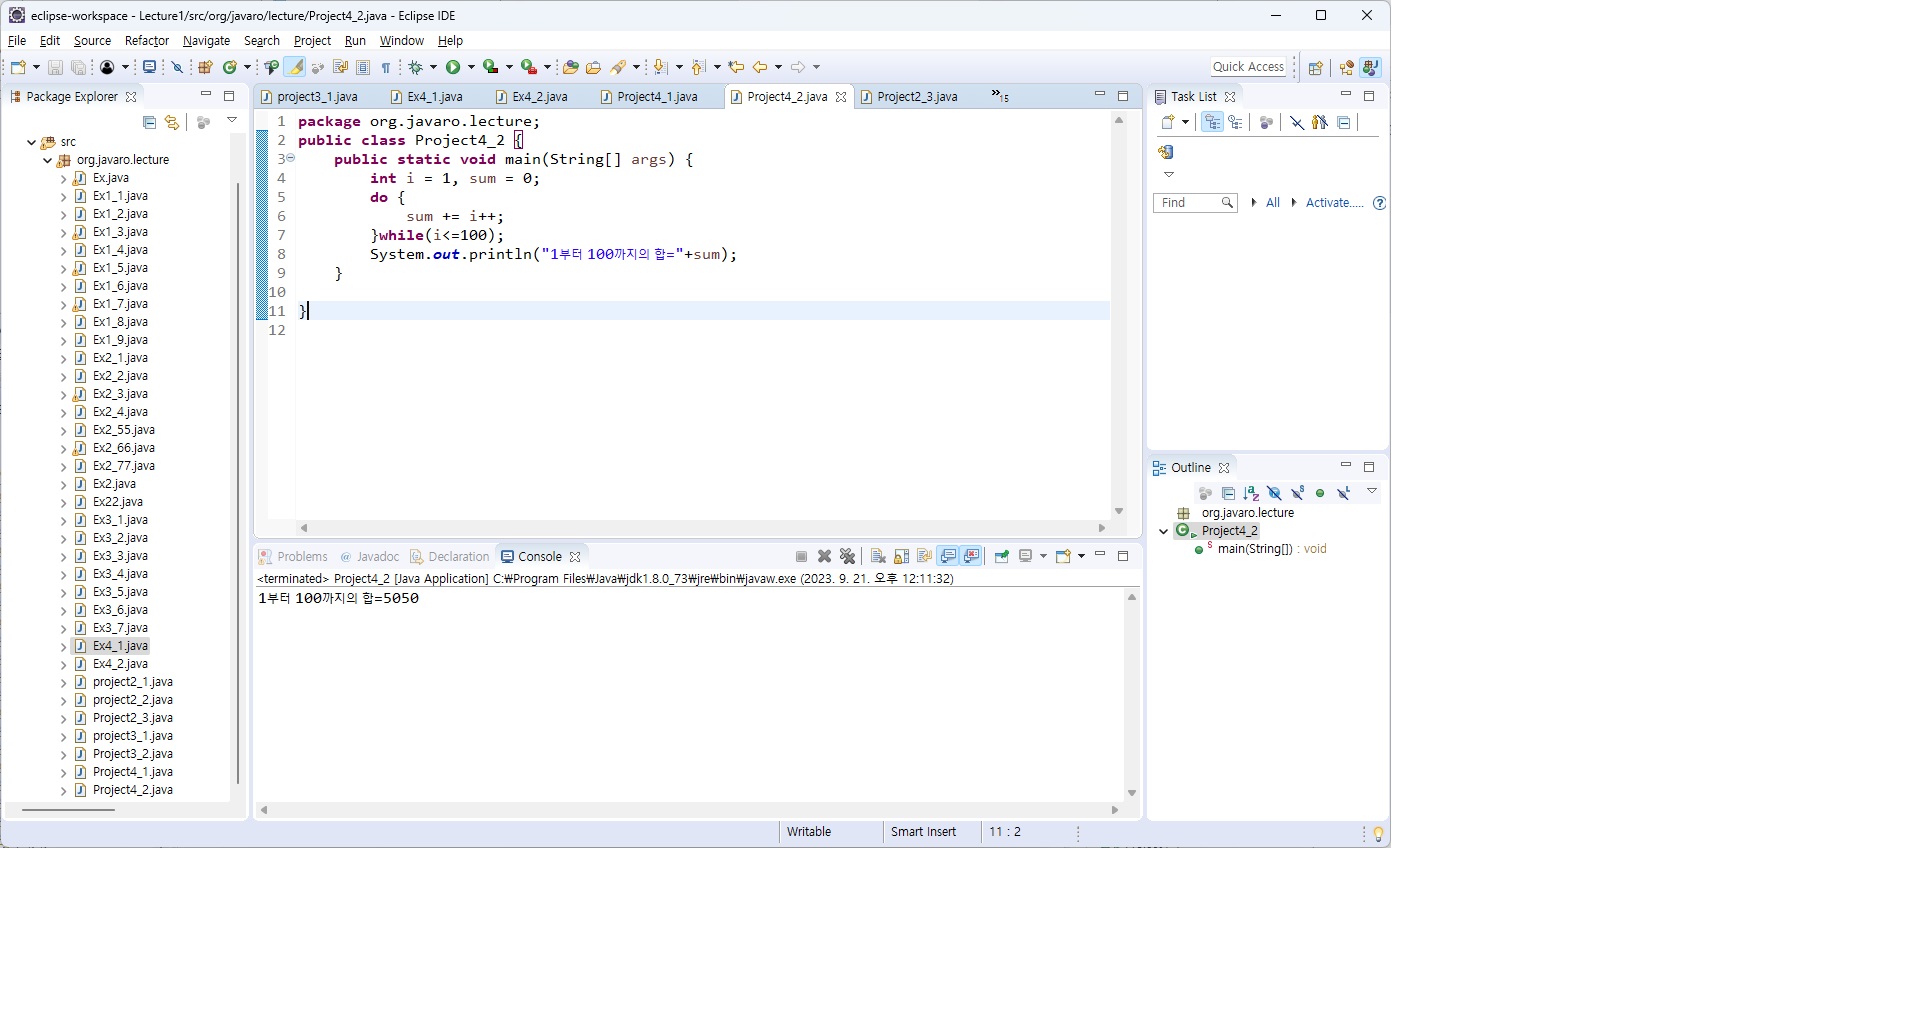 eclipse-workspace - Lecture1/src/org/javaro/lecture/Project4_2.java - Eclipse IDE
File Edit Source Refactor Navigate Search Project Run Window Help
Quick Access
Package Explorer
src
org.javaro.lecture
Ex.java
Ex1_1.java
Ex1_2.java
Ex1_3.java
Ex1_4.java
Ex1_5.java
Ex1_6.java
Ex1_7.java
Ex1_8.java
Ex1_9.java
Ex2_1.java
Ex2_2.java
Ex2_3.java
Ex2_4.java
Ex2_55.java
Ex2_66.java
Ex2_77.java
Ex2.java
Ex22.java
Ex3_1.java
Ex3_2.java
Ex3_3.java
Ex3_4.java
Ex3_5.java
Ex3_6.java
Ex3_7.java
Ex4_1.java
Ex4_2.java
project2_1.java
project2_2.java
Project2_3.java
project3_1.java
Project3_2.java
Project4_1.java
Project4_2.java
project3_1.java Ex4_1.java Ex4_2.java Project4_1.java Project4_2.java Project2_3.java »15
1 package org.javaro.lecture;
2 public class Project4_2 {
3 public static void main(String[] args) {
4 int i = 1, sum = 0;
5 do {
6 sum += i++;
7 }while(i<=100);
8 System.out.println("1부터 100까지의 합="+sum);
9 }
10
11 }
12
Problems @ Javadoc Declaration Console
<terminated> Project4_2 [Java Application] C:₩Program Files₩Java₩jdk1.8.0_73₩jre₩bin₩javaw.exe (2023. 9. 21. 오후 12:11:32)
1부터 100까지의 합=5050
Task List
Find All Activate.....
Outline
org.javaro.lecture
Project4_2
main(String[]) : void
Writable Smart Insert 11 : 2